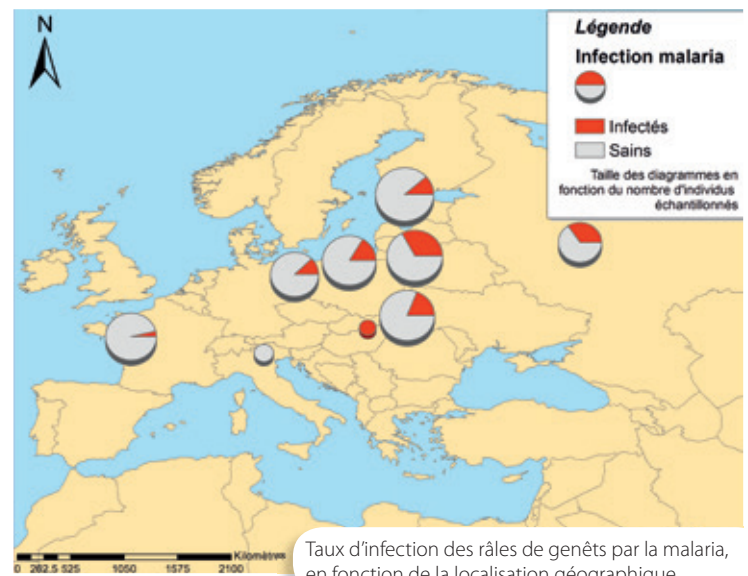 N
Légende
Infection malaria
Infectés
Sains
Taille des diagrammes en
fonction du nombre d'individus
échantillonnés
Kilomètres
0 262.5 525 1050 1575 2100
Taux d'infection des râles de genêts par la malaria,
en fonction de la localisation géographique